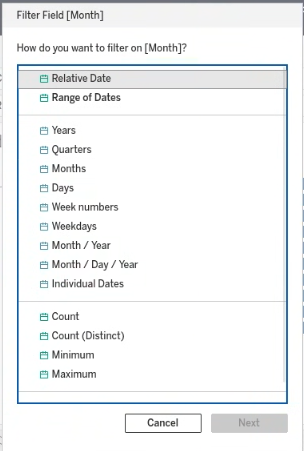 Filter Field [Month]
How do you want to filter on [Month]?
Relative Date
Range of Dates
Years
Quarters
Months
Days
Week numbers
Weekdays
Month / Year
Month / Day / Year
Individual Dates
Count
Count (Distinct)
Minimum
Maximum
Cancel
Next